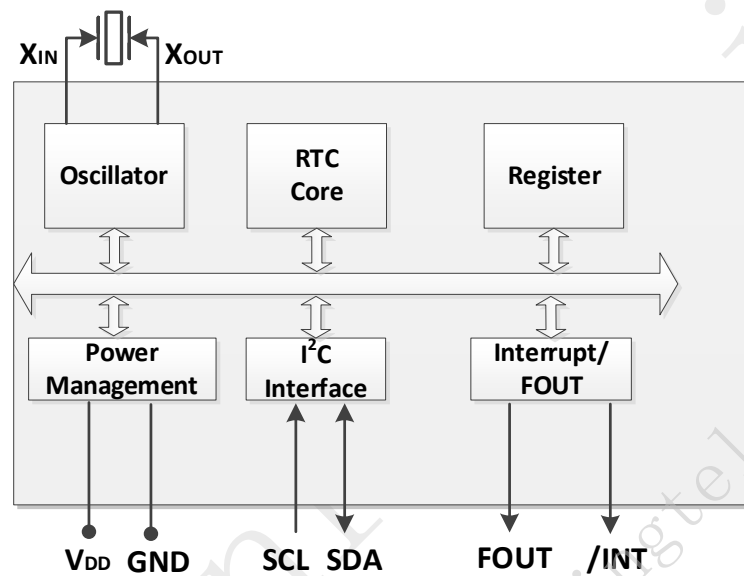 XIN XOUT
Oscillator
RTC
Core
Register
Power
Management
I²C
Interface
Interrupt/
FOUT
VDD GND SCL SDA FOUT /INT